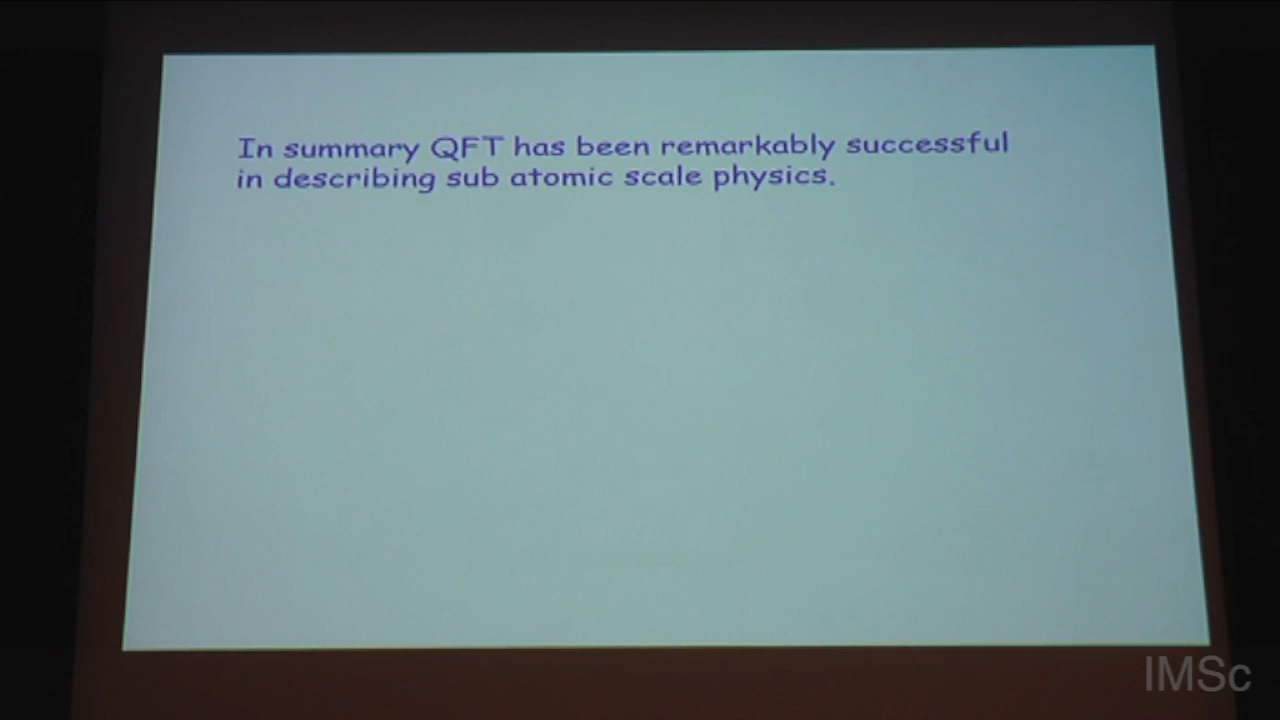 In summary QFT has been remarkably successful
in describing sub atomic scale physics.
IMSc